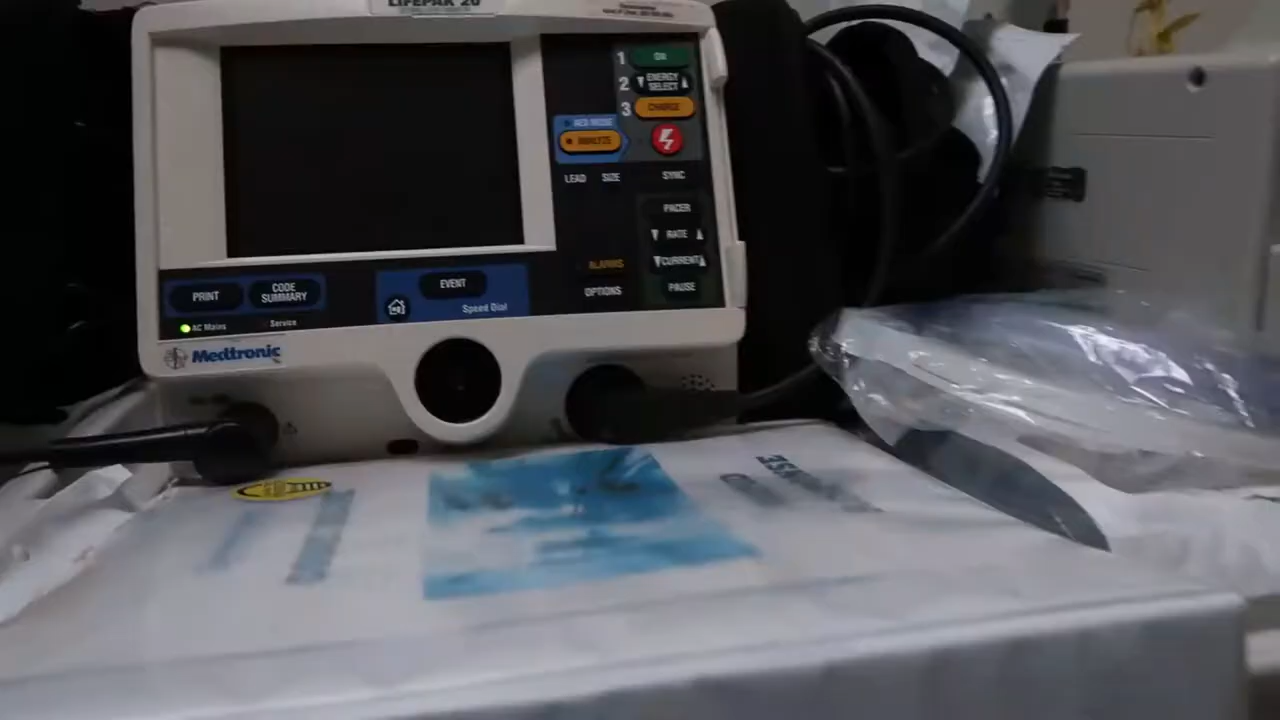 LIFEPAK 20
1 ON
2 ENERGY SELECT
3 CHARGE
AED MODE
ANALYZE
LEAD SIZE SYNC
PACER
RATE
CURRENT
PAUSE
ALARMS
OPTIONS
PRINT
CODE SUMMARY
EVENT
Speed Dial
AC Mains
Service
Medtronic